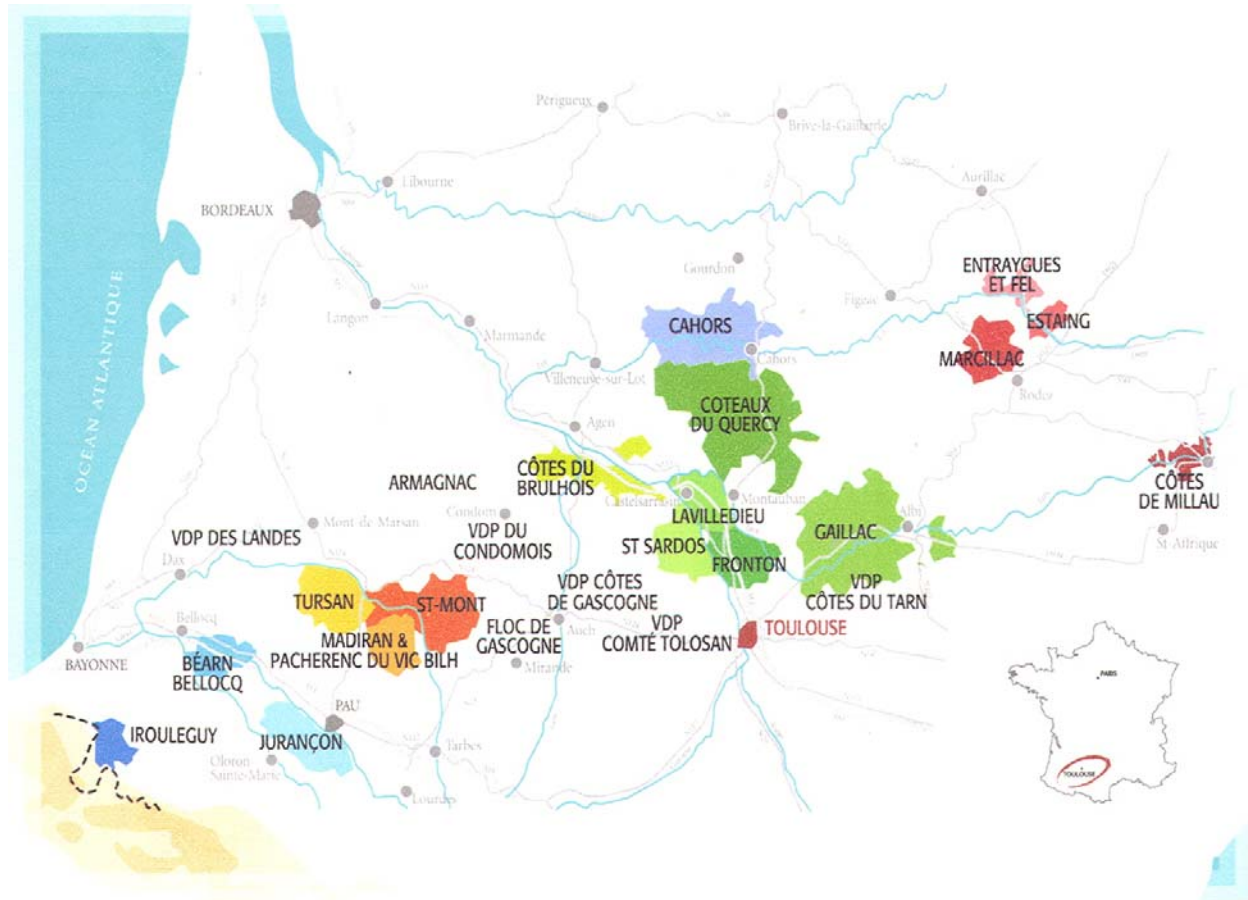 Périgueux
Brive-la-Gaillarde
Libourne
Aurillac
BORDEAUX
OCEAN ATLANTIQUE
Gourdon
ENTRAYGUES
ET FEL
Figeac
Langon
Marmande
CAHORS
Cahors
ESTAING
MARCILLAC
Rodez
Villeneuve-sur-Lot
COTEAUX
DU QUERCY
Agen
CÔTES DU
BRULHOIS
ARMAGNAC
Castelsarrasin
Montauban
CÔTES
DE MILLAU
Condom
VDP DU
CONDOMOIS
LAVILLEDIEU
Albi
GAILLAC
Mont-de-Marsan
VDP DES LANDES
ST SARDOS
FRONTON
St-Affrique
Dax
VDP CÔTES
DE GASCOGNE
VDP
CÔTES DU TARN
TURSAN
ST-MONT
Bellocq
FLOC DE
GASCOGNE
Auch
VDP
COMTÉ TOLOSAN
TOULOUSE
MADIRAN &
PACHERENC DU VIC BILH
Mirande
BAYONNE
BÉARN
BELLOCQ
PARIS
PAU
IROULEGUY
JURANÇON
Oloron
Sainte-Marie
Tarbes
Lourdes
TOULOUSE